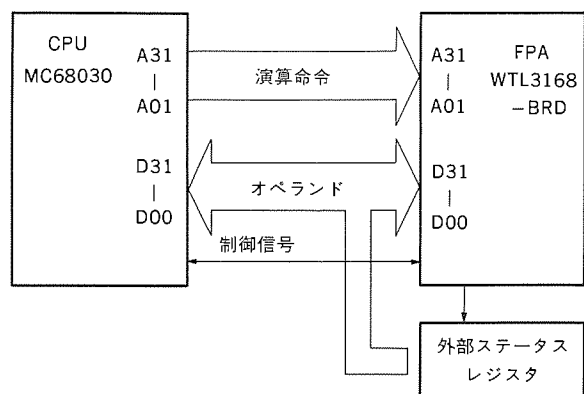 CPU
MC68030
A31
|
A01
D31
|
D00
演算命令
オペランド
制御信号
FPA
WTL3168
-BRD
A31
|
A01
D31
|
D00
外部ステータス
レジスタ